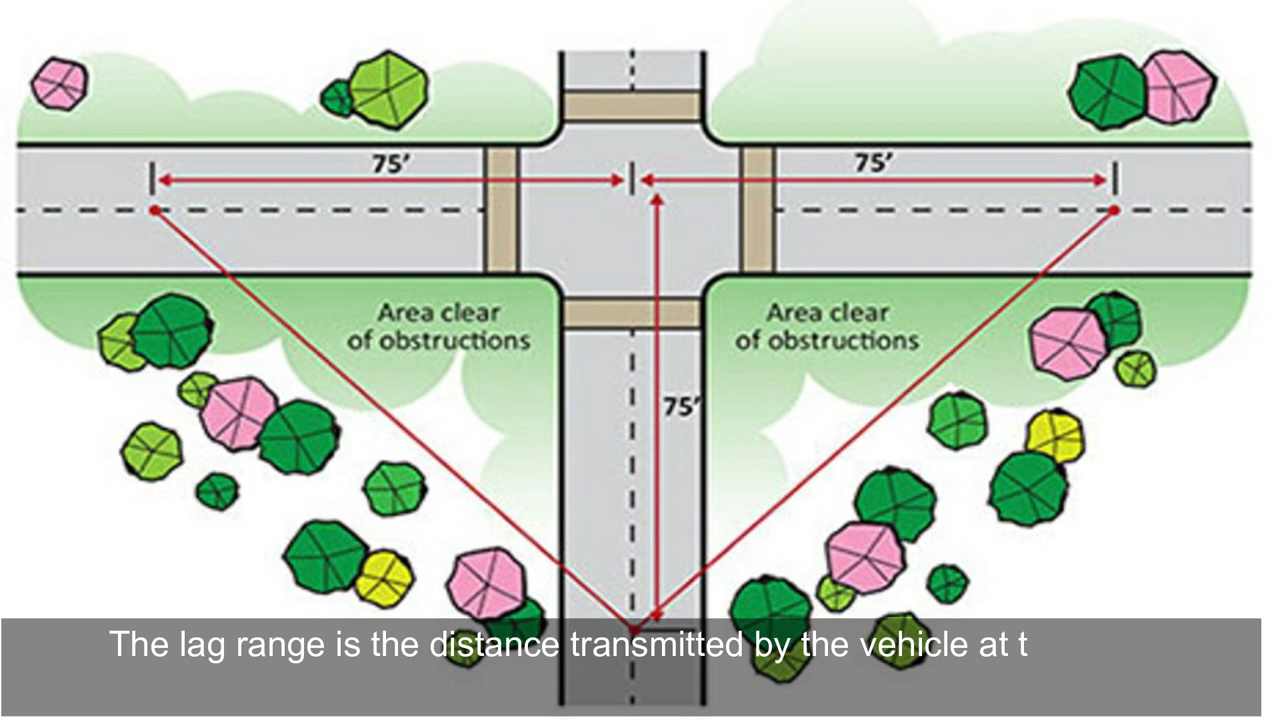 75’
75’
Area clear
of obstructions
Area clear
of obstructions
75’
The lag range is the distance transmitted by the vehicle at t